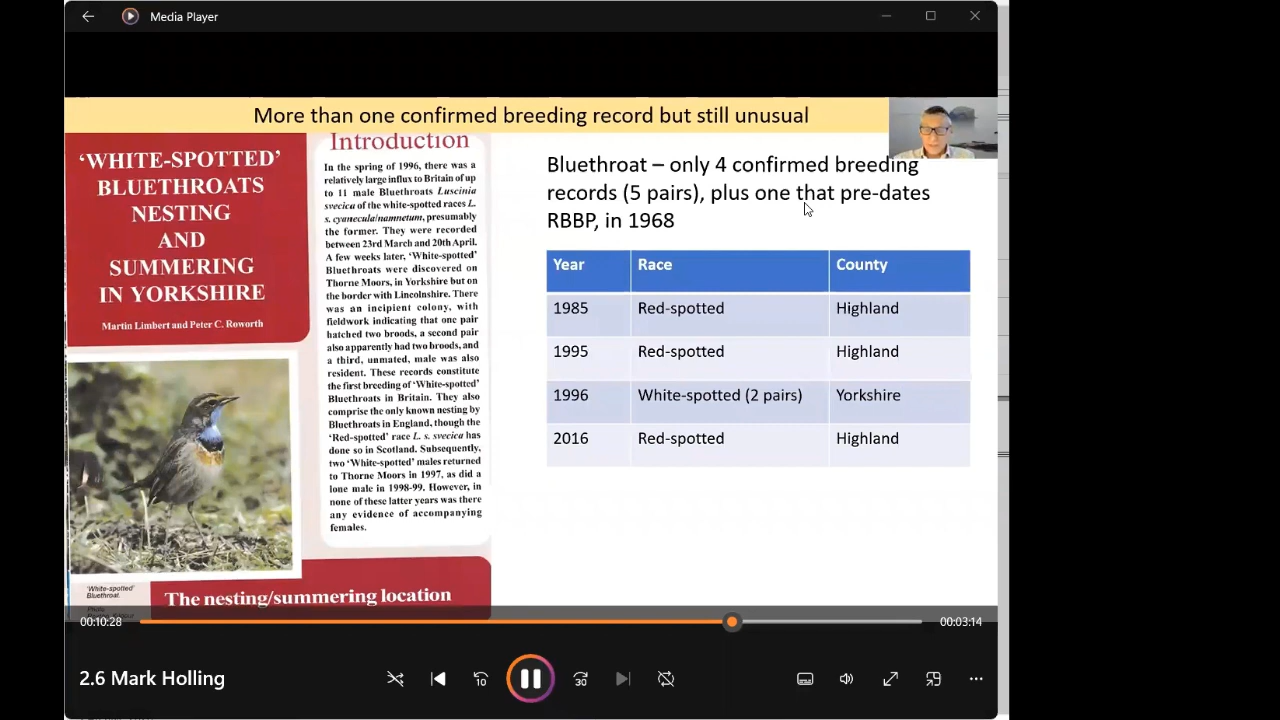 Media Player
More than one confirmed breeding record but still unusual
‘WHITE-SPOTTED’
BLUETHROATS
NESTING
AND
SUMMERING
IN YORKSHIRE
Martin Limbert and Peter C. Roworth
Introduction
In the spring of 1996, there was a
relatively large influx to Britain of up
to 11 male Bluethroats Luscinia
svecica of the white-spotted races L.
s. cyanecula/namnetum, presumably
the former. They were recorded
between 23rd March and 20th April.
A few weeks later, ‘White-spotted’
Bluethroats were discovered on
Thorne Moors, in Yorkshire but on
the border with Lincolnshire. There
was an incipient colony, with
fieldwork indicating that one pair
hatched two broods, a second pair
also apparently had two broods, and
a third, unmated, male was also
resident. These records constitute
the first breeding of ‘White-spotted’
Bluethroats in Britain. They also
comprise the only known nesting by
Bluethroats in England, though the
‘Red-spotted’ race L. s. svecica has
done so in Scotland. Subsequently,
two ‘White-spotted’ males returned
to Thorne Moors in 1997, as did a
lone male in 1998-99. However, in
none of these latter years was there
any evidence of accompanying
females.
‘White-spotted’
Bluethroat.
The nesting/summering location
Bluethroat – only 4 confirmed breeding
records (5 pairs), plus one that pre-dates
RBBP, in 1968
Year Race County
1985 Red-spotted Highland
1995 Red-spotted Highland
1996 White-spotted (2 pairs) Yorkshire
2016 Red-spotted Highland
00:10:28
00:03:14
2.6 Mark Holling
10
30